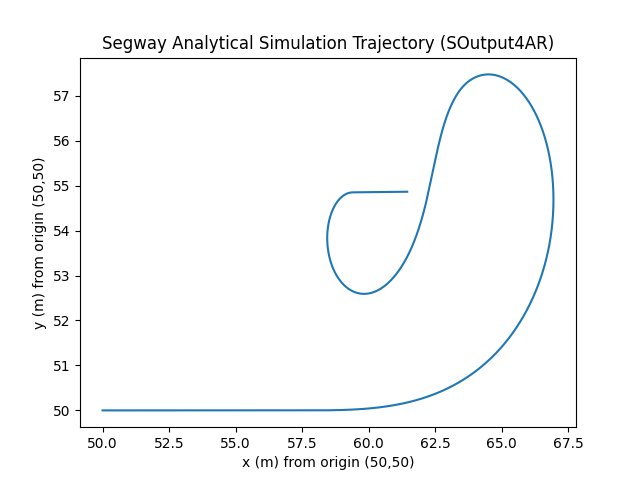 Segway Analytical Simulation Trajectory (SOutput4AR)
57
56
55
54
53
52
51
50
y (m) from origin (50,50)
50.0 52.5 55.0 57.5 60.0 62.5 65.0 67.5
x (m) from origin (50,50)